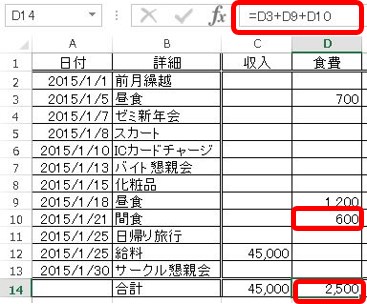 D14 fx =D3+D9+D10
A B C D
1 日付 詳細 収入 食費
2 2015/1/1 前月繰越
3 2015/1/5 昼食 700
4 2015/1/7 ゼミ新年会
5 2015/1/8 スカート
6 2015/1/10 ICカードチャージ
7 2015/1/13 バイト懇親会
8 2015/1/15 化粧品
9 2015/1/18 昼食 1,200
10 2015/1/21 間食 600
11 2015/1/25 日帰り旅行
12 2015/1/25 給料 45,000
13 2015/1/30 サークル懇親会
14 合計 45,000 2,500